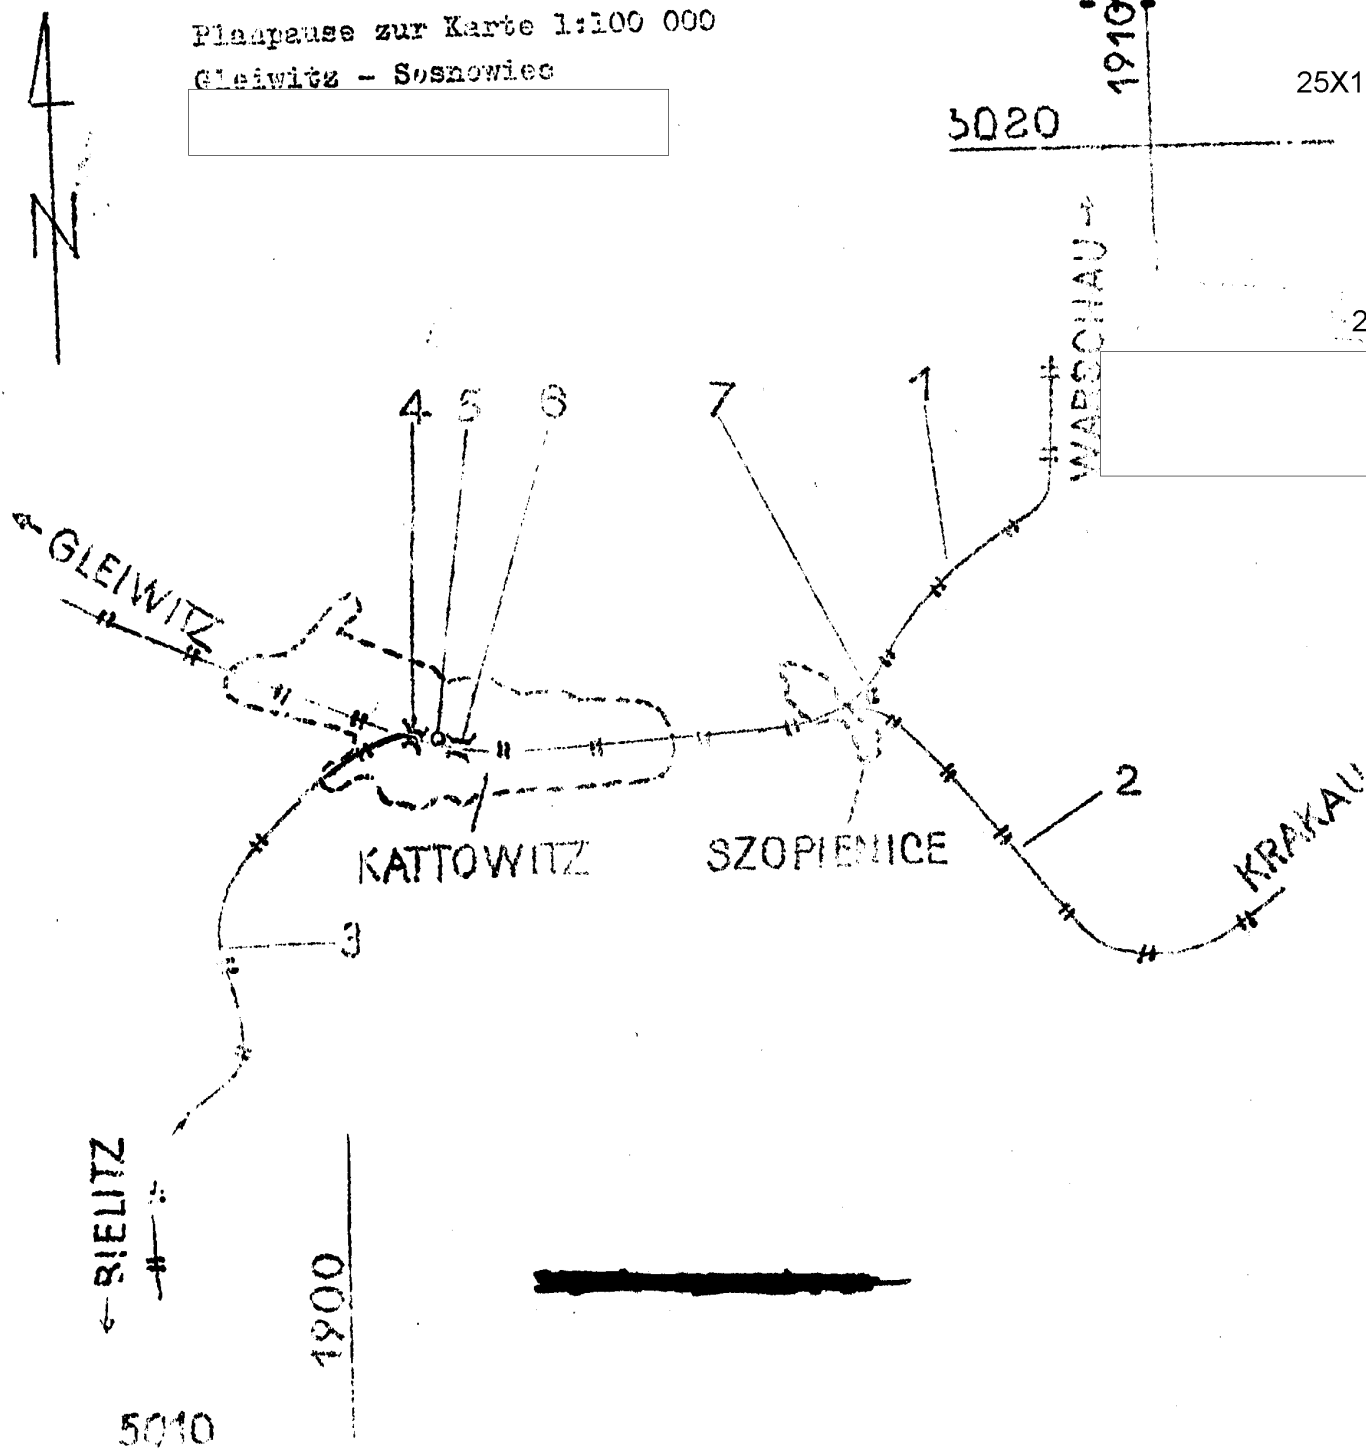 Planpause zur Karte 1:100 000
Gleiwitz - Sosnowiec
1910
25X1
5020
N
WARSCHAU →
2
4 5 6 7 1
← GLEIWITZ
2
KATTOWITZ
SZOPIENICE
KRAKAU
3
← BIELITZ
1900
5010